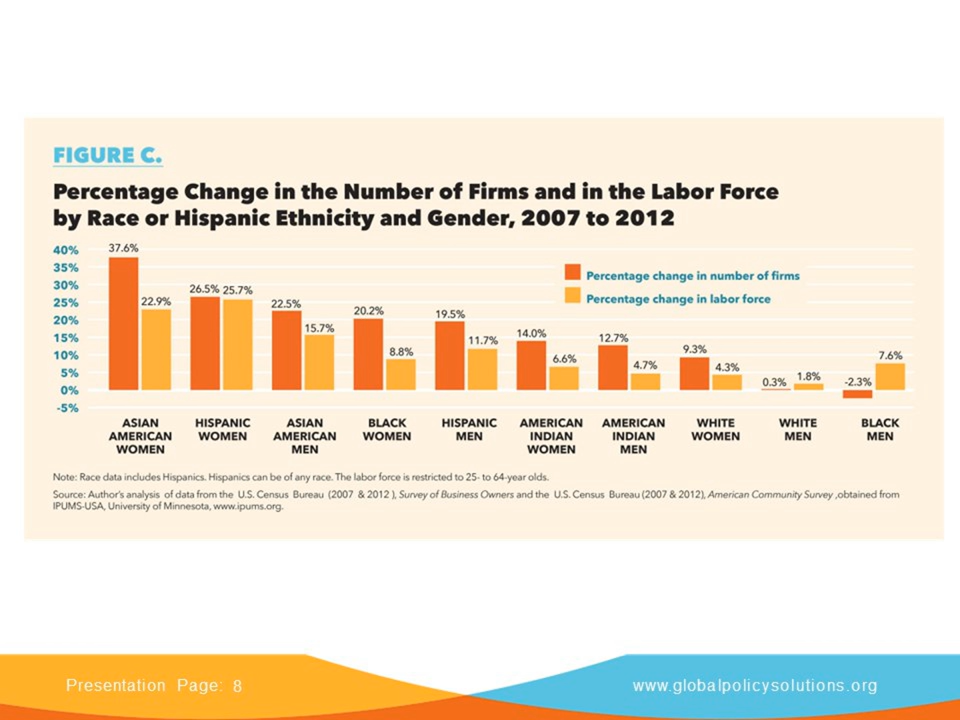 FIGURE C.
Percentage Change in the Number of Firms and in the Labor Force
by Race or Hispanic Ethnicity and Gender, 2007 to 2012
40%
35%
30%
25%
20%
15%
10%
5%
0%
-5%
37.6%
22.9%
26.5% 25.7%
22.5%
15.7%
20.2%
8.8%
19.5%
11.7%
14.0%
6.6%
12.7%
4.7%
9.3%
4.3%
0.3%
1.8%
-2.3%
7.6%
Percentage change in number of firms
Percentage change in labor force
ASIAN
AMERICAN
WOMEN
HISPANIC
WOMEN
ASIAN
AMERICAN
MEN
BLACK
WOMEN
HISPANIC
MEN
AMERICAN
INDIAN
WOMEN
AMERICAN
INDIAN
MEN
WHITE
WOMEN
WHITE
MEN
BLACK
MEN
Note: Race data includes Hispanics. Hispanics can be of any race. The labor force is restricted to 25- to 64-year olds.
Source: Author's analysis of data from the U.S. Census Bureau (2007 & 2012 ), Survey of Business Owners and the U.S. Census Bureau (2007 & 2012), American Community Survey ,obtained from
IPUMS-USA, University of Minnesota, www.ipums.org.
Presentation Page: 8
www.globalpolicysolutions.org